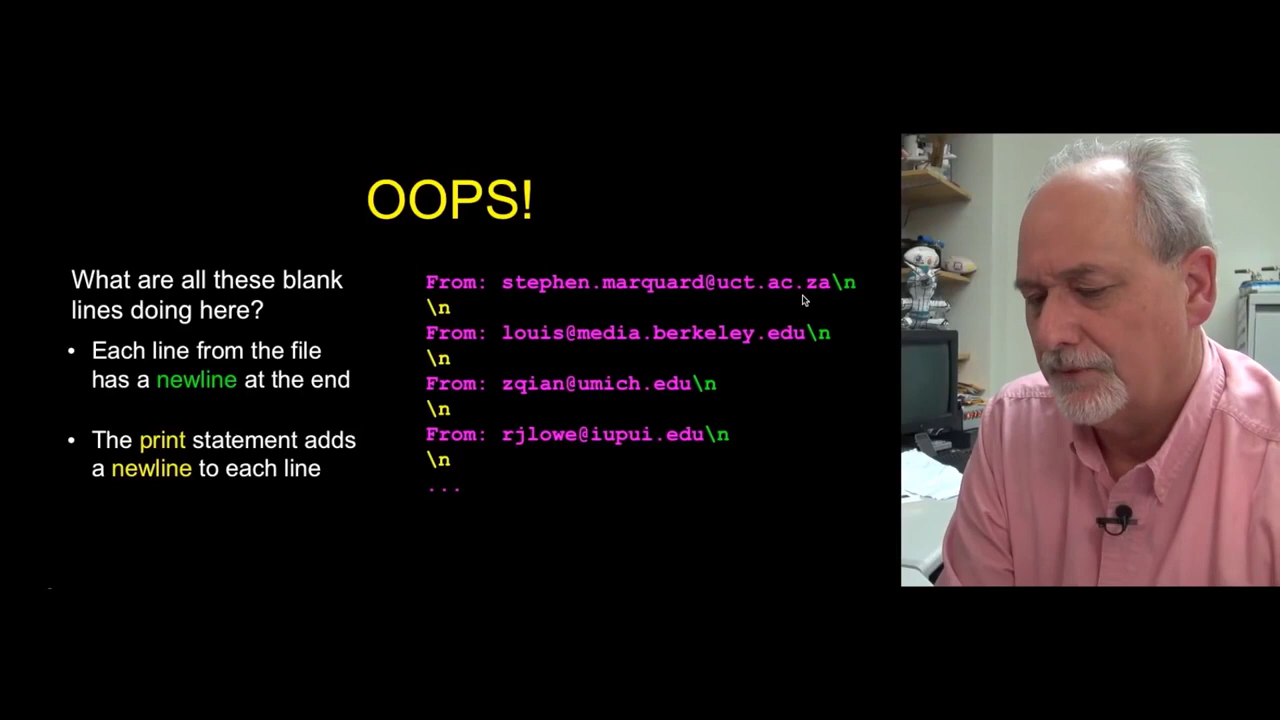 OOPS!
What are all these blank
lines doing here?
• Each line from the file
has a newline at the end
• The print statement adds
a newline to each line
From: stephen.marquard@uct.ac.za\n
\n
From: louis@media.berkeley.edu\n
\n
From: zqian@umich.edu\n
\n
From: rjlowe@iupui.edu\n
\n
...